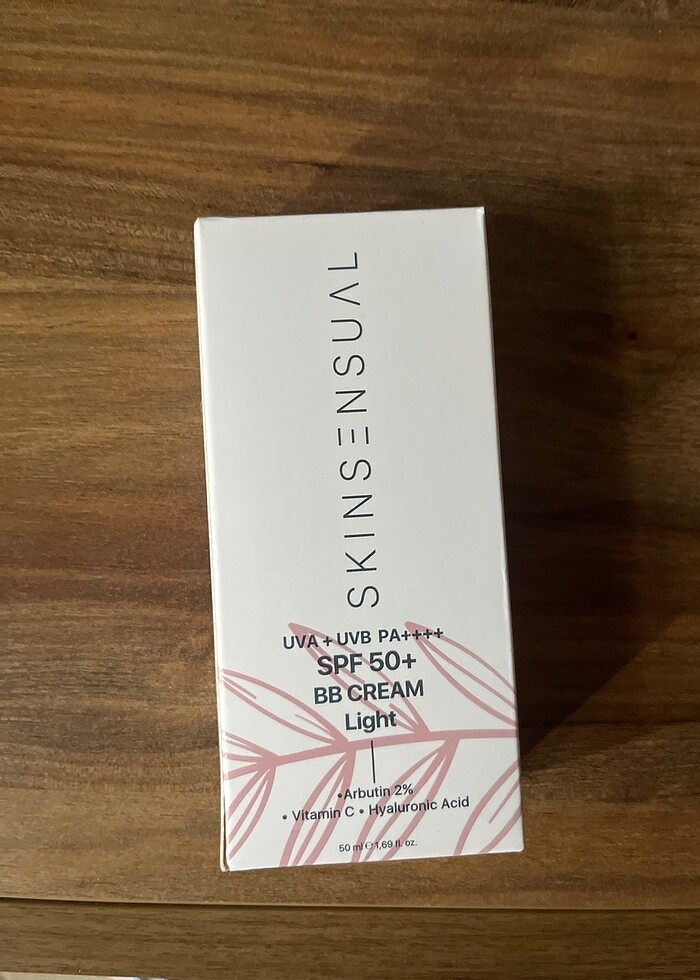 SKINSENSUAL
UVA + UVB PA++++
SPF 50+
BB CREAM
Light
•Arbutin 2%
• Vitamin C • Hyaluronic Acid
50 ml ℮ 1,69 fl. oz.